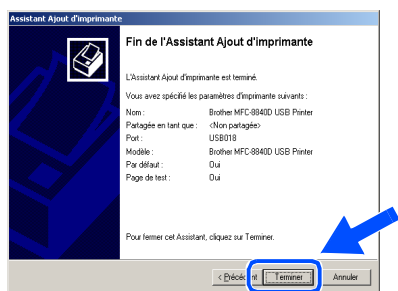 Assistant Ajout d'imprimante
Fin de l'Assistant Ajout d'imprimante
L'Assistant Ajout d'imprimante est terminé.
Vous avez spécifié les paramètres d'imprimante suivants :
Nom : Brother MFC-8840D USB Printer
Partagée en tant que : <Non partagée>
Port : USB018
Modèle : Brother MFC-8840D USB Printer
Par défaut : Oui
Page de test : Oui
Pour fermer cet Assistant, cliquez sur Terminer.
< Précédent Terminer Annuler